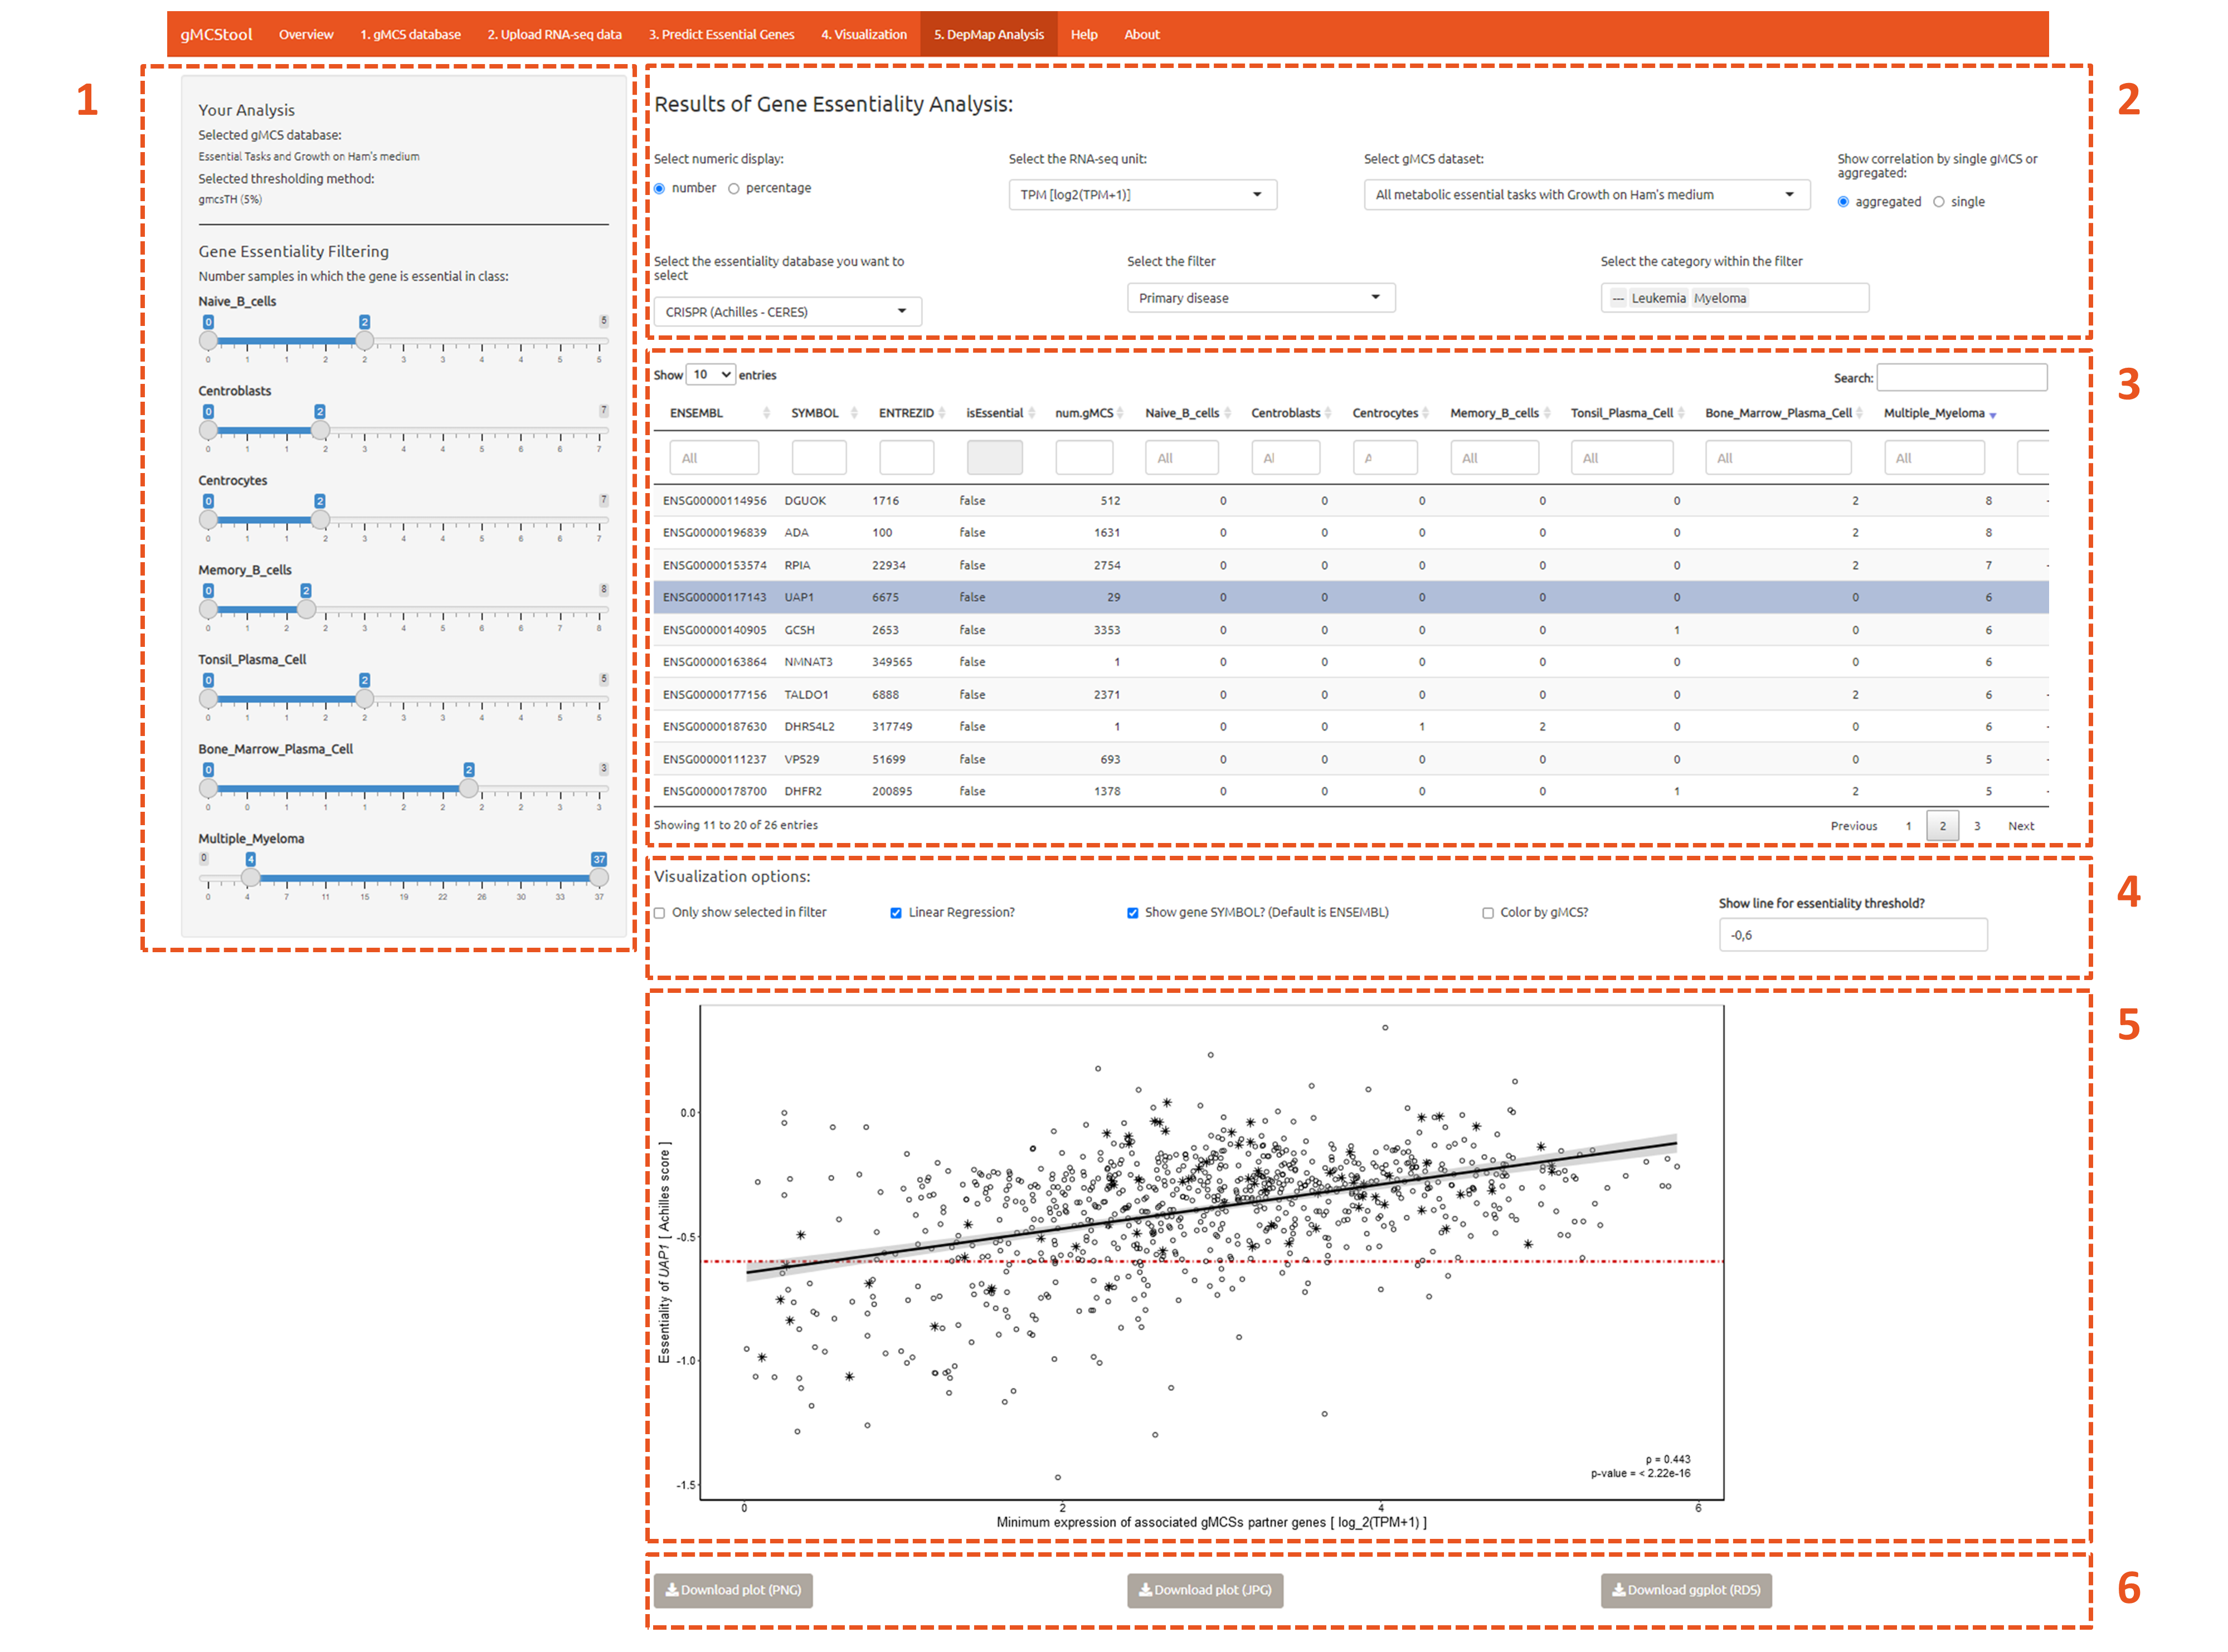 gMCStool Overview 1. gMCS database 2. Upload RNA-seq data 3. Predict Essential Genes 4. Visualization 5. DepMap Analysis Help About
1
Your Analysis
Selected gMCS database:
Essential Tasks and Growth on Ham's medium
Selected thresholding method:
gmcsTH (5%)
Gene Essentiality Filtering
Number samples in which the gene is essential in class:
Naive_B_cells
0 2 5
0 1 1 2 2 3 3 4 4 5 5
Centroblasts
0 2 7
0 1 1 2 3 4 4 5 6 6 7
Centrocytes
0 2 7
0 1 1 2 3 4 4 5 6 6 7
Memory_B_cells
0 2 8
0 1 2 2 3 4 5 6 6 7 8
Tonsil_Plasma_Cell
0 2 5
0 1 1 2 2 3 3 4 4 5 5
Bone_Marrow_Plasma_Cell
0 2 3
0 0 1 1 1 2 2 2 2 3 3
Multiple_Myeloma
0 4 37
0 4 7 11 15 19 22 26 30 33 37
2
Results of Gene Essentiality Analysis:
Select numeric display:
number percentage
Select the RNA-seq unit:
TPM [log2(TPM+1)]
Select gMCS dataset:
All metabolic essential tasks with Growth on Ham's medium
Show correlation by single gMCS or
aggregated:
aggregated single
Select the essentiality database you want to
select
CRISPR (Achilles - CERES)
Select the filter
Primary disease
Select the category within the filter
--- Leukemia Myeloma
3
Show 10 entries
Search:
ENSEMBL SYMBOL ENTREZID isEssential num.gMCS Naive_B_cells Centroblasts Centrocytes Memory_B_cells Tonsil_Plasma_Cell Bone_Marrow_Plasma_Cell Multiple_Myeloma
All All Al A All All All All
ENSG00000114956 DGUOK 1716 false 512 0 0 0 0 0 2 8
ENSG00000196839 ADA 100 false 1631 0 0 0 0 0 2 8
ENSG00000153574 RPIA 22934 false 2754 0 0 0 0 0 2 7
ENSG00000117143 UAP1 6675 false 29 0 0 0 0 0 0 6
ENSG00000140905 GCSH 2653 false 3353 0 0 0 0 1 0 6
ENSG00000163864 NMNAT3 349565 false 1 0 0 0 0 0 0 6
ENSG00000177156 TALDO1 6888 false 2371 0 0 0 0 0 2 6
ENSG00000187630 DHRS4L2 317749 false 1 0 0 1 2 0 0 6
ENSG00000111237 VPS29 51699 false 693 0 0 0 0 0 0 5
ENSG00000178700 DHFR2 200895 false 1378 0 0 0 0 1 2 5
Showing 11 to 20 of 26 entries
Previous 1 2 3 Next
4
Visualization options:
Only show selected in filter
Linear Regression?
Show gene SYMBOL? (Default is ENSEMBL)
Color by gMCS?
Show line for essentiality threshold?
-0,6
5
Essentiality of UAP1 [ Achilles score ]
0.0
-0.5
-1.0
-1.5
ρ = 0.443
p-value = < 2.22e-16
0 2 4 6
Minimum expression of associated gMCSs partner genes [ log_2(TPM+1) ]
6
Download plot (PNG)
Download plot (JPG)
Download ggplot (RDS)